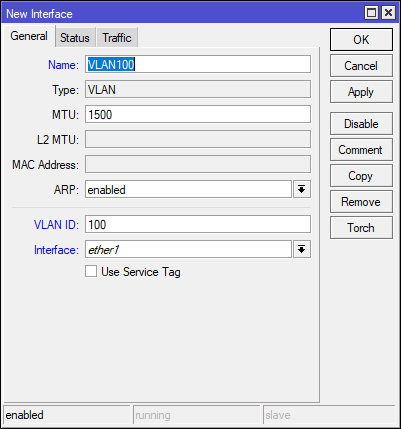 New Interface
General Status Traffic
Name: VLAN100
Type: VLAN
MTU: 1500
L2 MTU:
MAC Address:
ARP: enabled
VLAN ID: 100
Interface: ether1
Use Service Tag
OK
Cancel
Apply
Disable
Comment
Copy
Remove
Torch
enabled running slave